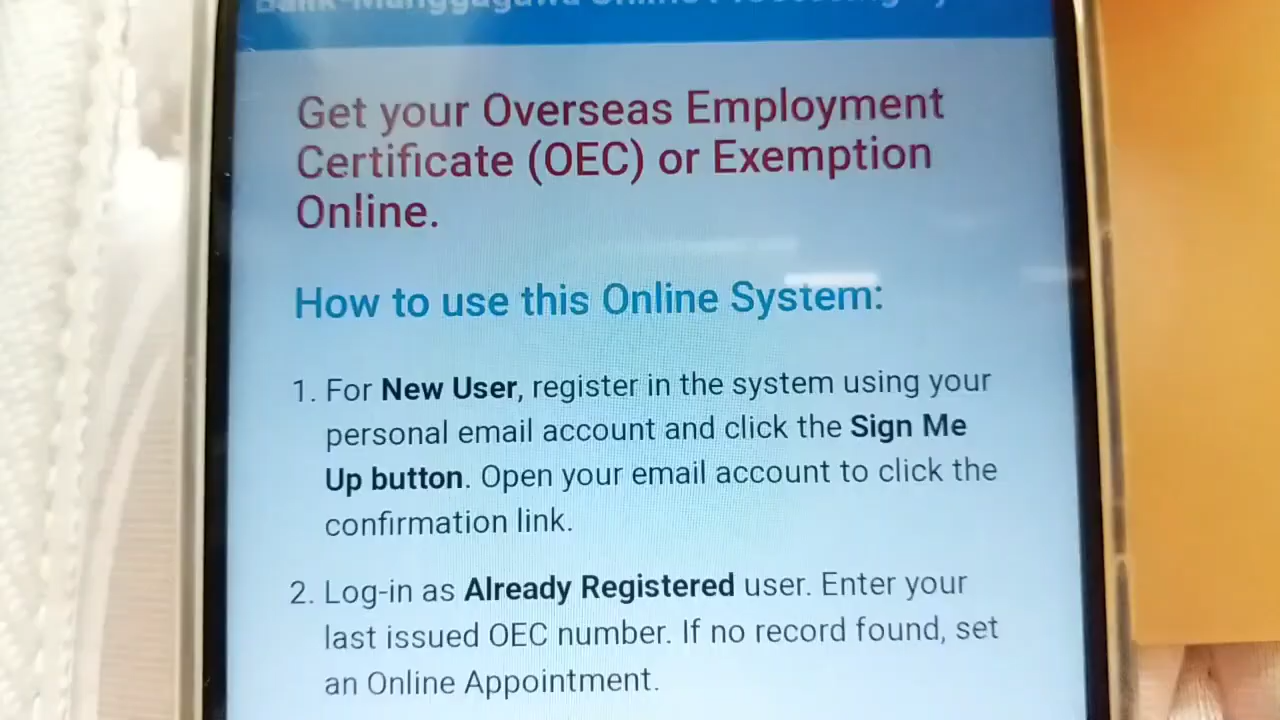 Get your Overseas Employment
Certificate (OEC) or Exemption
Online.
How to use this Online System:
1. For New User, register in the system using your
personal email account and click the Sign Me
Up button. Open your email account to click the
confirmation link.
2. Log-in as Already Registered user. Enter your
last issued OEC number. If no record found, set
an Online Appointment.